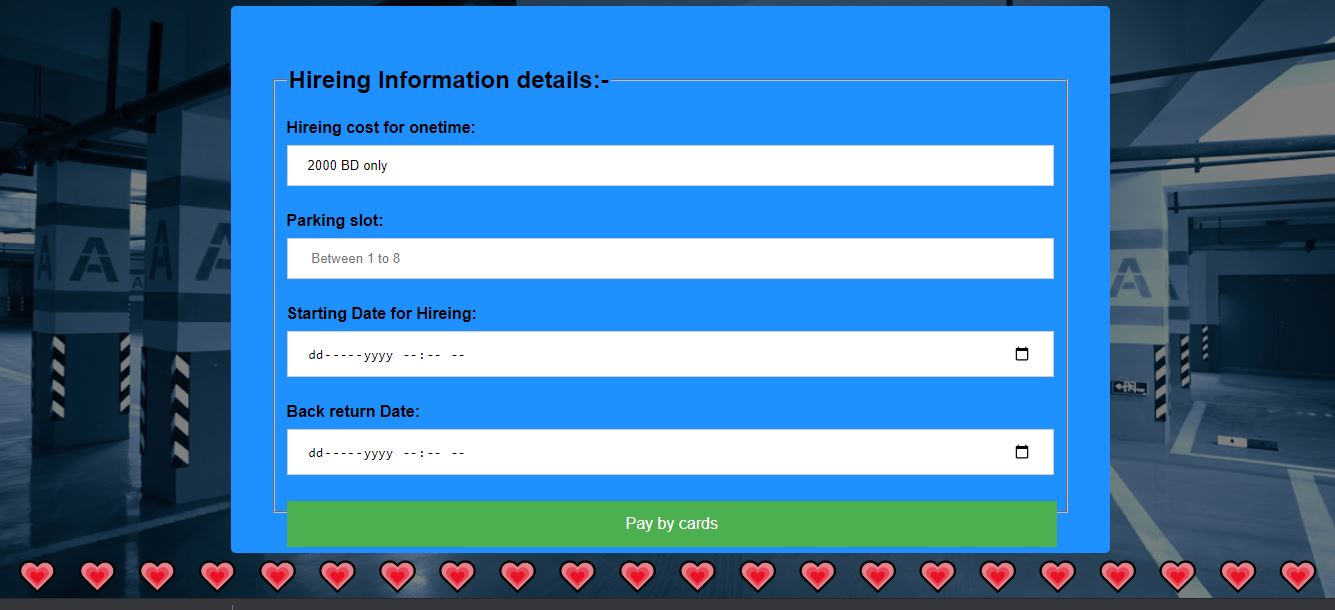 Hireing Information details:-
Hireing cost for onetime:
2000 BD only
Parking slot:
Between 1 to 8
Starting Date for Hireing:
dd-----yyyy --:-- --
Back return Date:
dd-----yyyy --:-- --
Pay by cards
A A A A A
A A